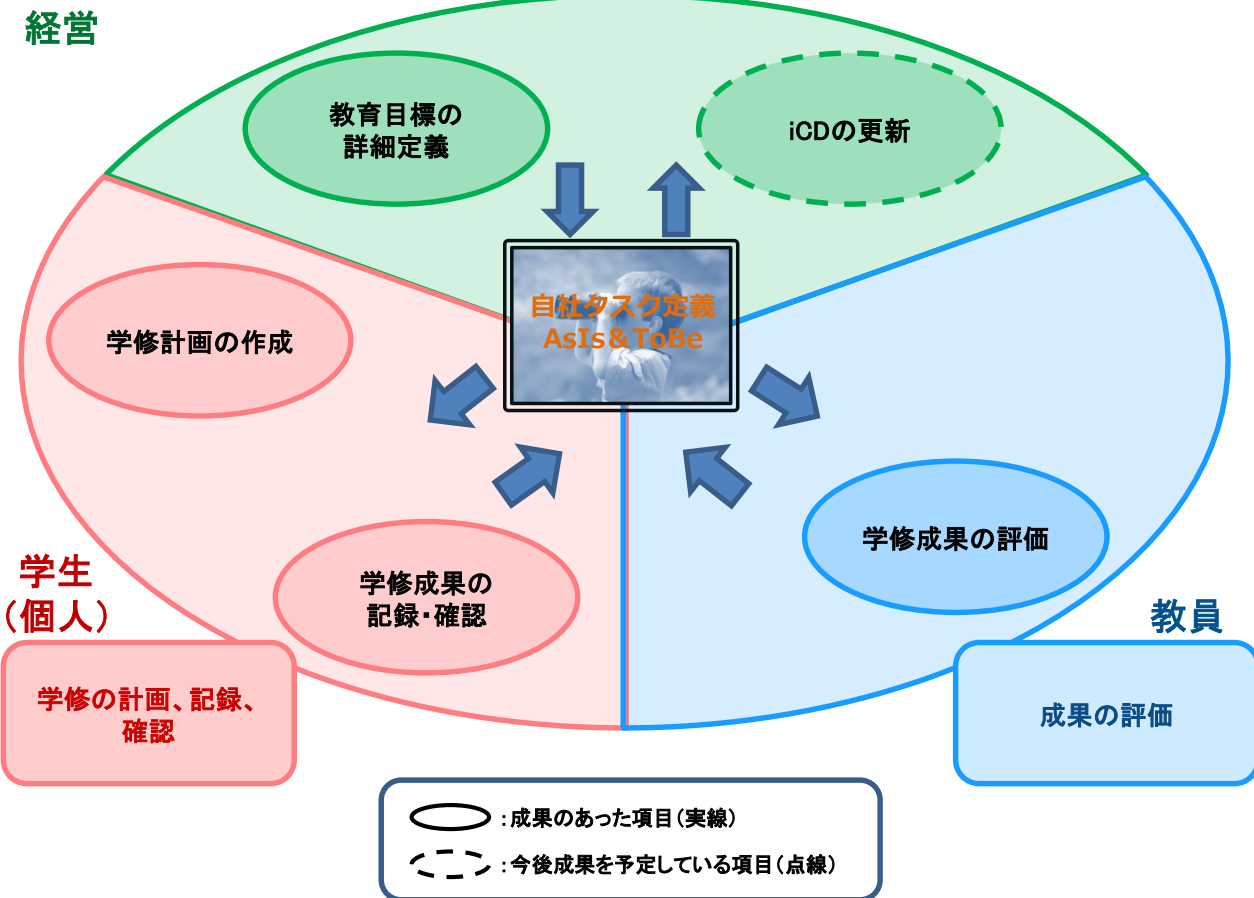 経営
教育目標の
詳細定義
iCDの更新
自社タスク定義
AsIs＆ToBe
学修計画の作成
学修成果の
記録・確認
学修成果の評価
学生
（個人）
学修の計画、記録、
確認
教員
成果の評価
：成果のあった項目（実線）
：今後成果を予定している項目（点線）